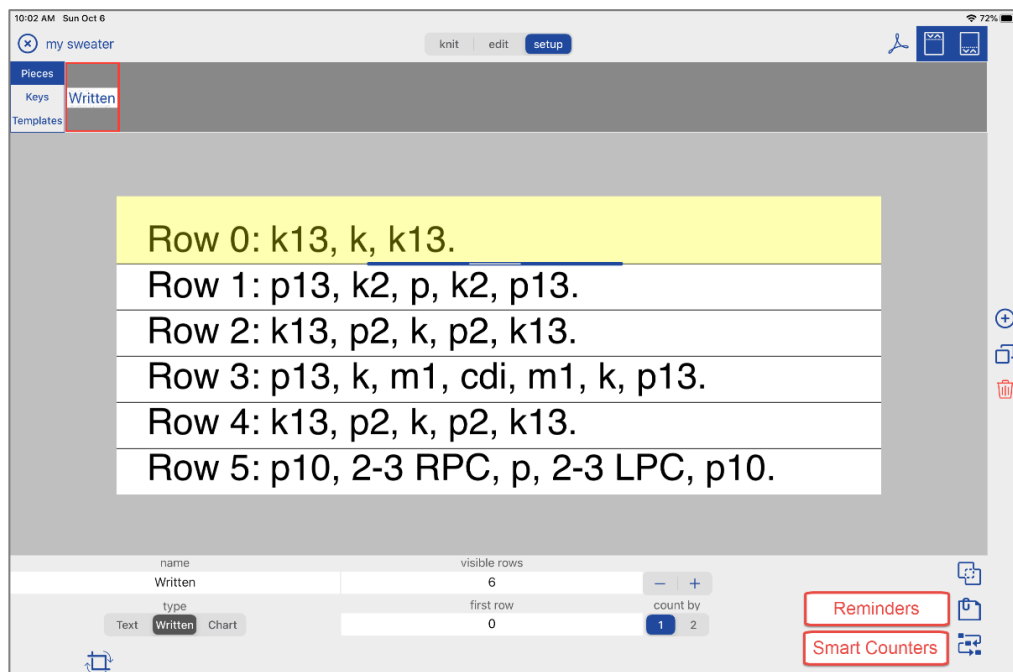 10:02 AM Sun Oct 6
72%
my sweater
knit edit setup
Pieces
Keys
Templates
Written
Row 0: k13, k, k13.
Row 1: p13, k2, p, k2, p13.
Row 2: k13, p2, k, p2, k13.
Row 3: p13, k, m1, cdi, m1, k, p13.
Row 4: k13, p2, k, p2, k13.
Row 5: p10, 2-3 RPC, p, 2-3 LPC, p10.
name visible rows
Written 6 − +
type first row count by
Text Written Chart 0 1 2
Reminders
Smart Counters